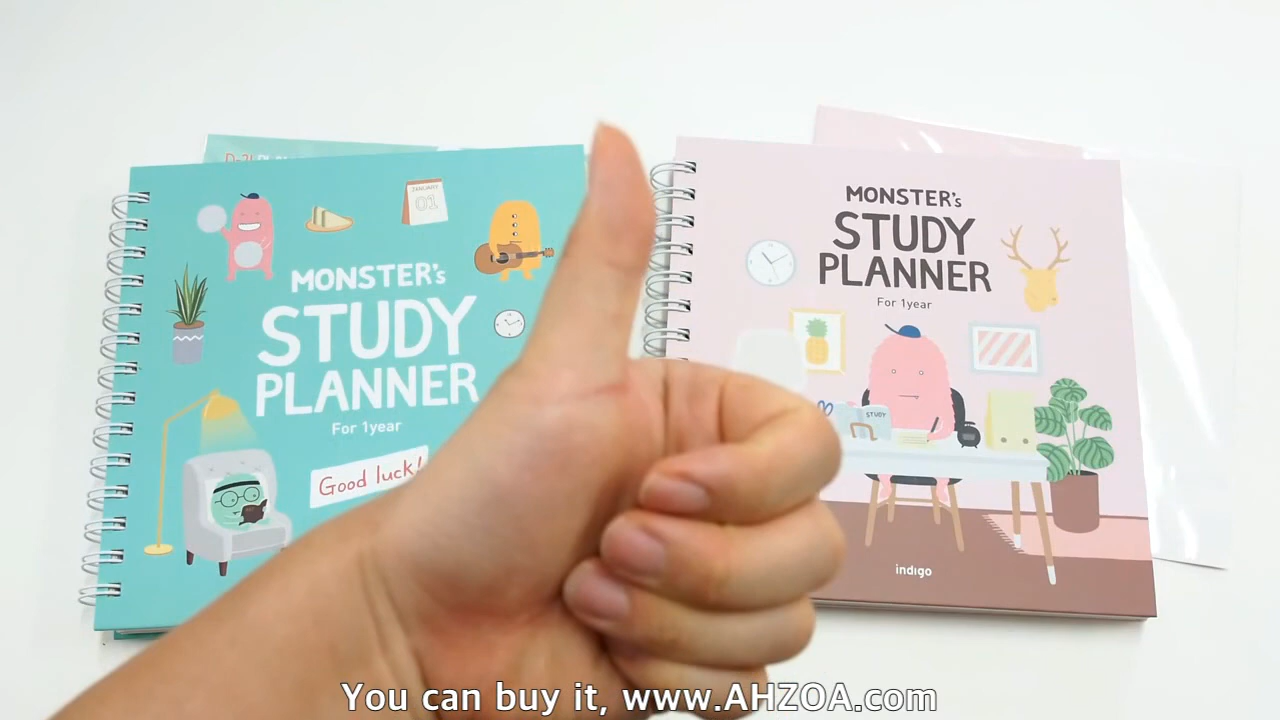 MONSTER's
STUDY
PLANNER
For 1year
Good luck!
JANUARY
01
MONSTER's
STUDY
PLANNER
For 1year
STUDY
indigo
You can buy it, www.AHZOA.com